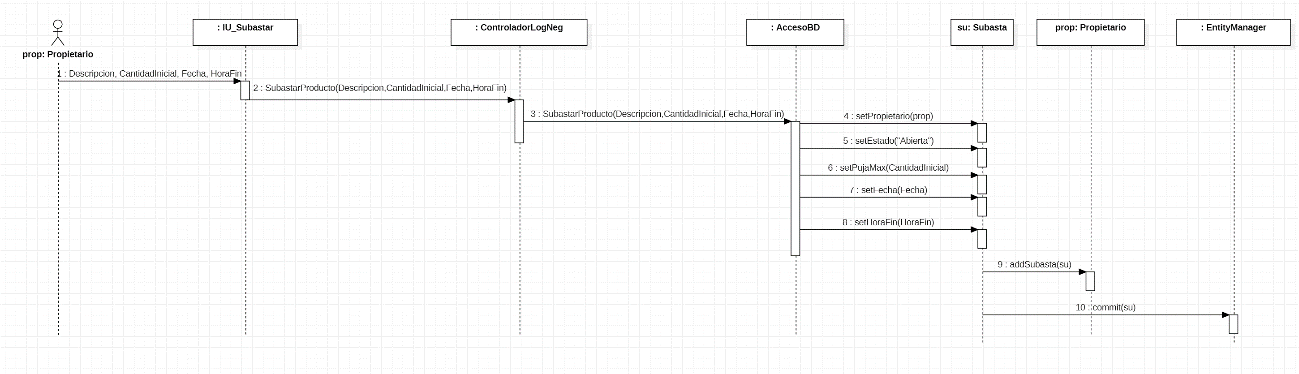 : IU_Subastar
: ControladorLogNeg
: AccesoBD
su: Subasta
prop: Propietario
: EntityManager
prop: Propietario
1 : Descripcion, CantidadInicial, Fecha, HoraFin
2 : SubastarProducto(Descripcion,CantidadInicial,Fecha,HoraFin)
3 : SubastarProducto(Descripcion,CantidadInicial,Fecha,HoraFin)
4 : setPropietario(prop)
5 : setEstado("Abierta")
6 : setPujaMax(CantidadInicial)
7 : setFecha(Fecha)
8 : setHoraFin(HoraFin)
9 : addSubasta(su)
10 : commit(su)